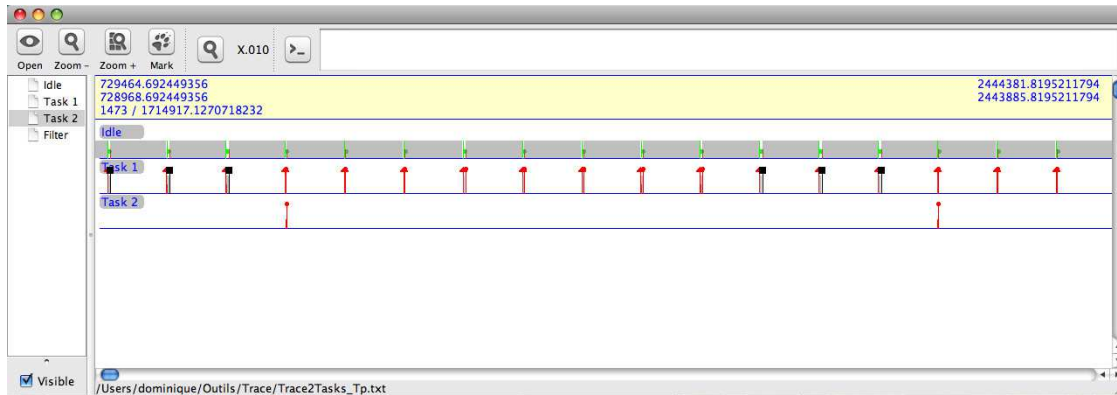 X.010
Open Zoom - Zoom + Mark
Idle
Task 1
Task 2
Filter
729464.692449356
728968.692449356
1473 / 1714917.1270718232
2444381.8195211794
2443885.8195211794
Idle
Task 1
Task 2
Visible
/Users/dominique/Outils/Trace/Trace2Tasks_Tp.txt